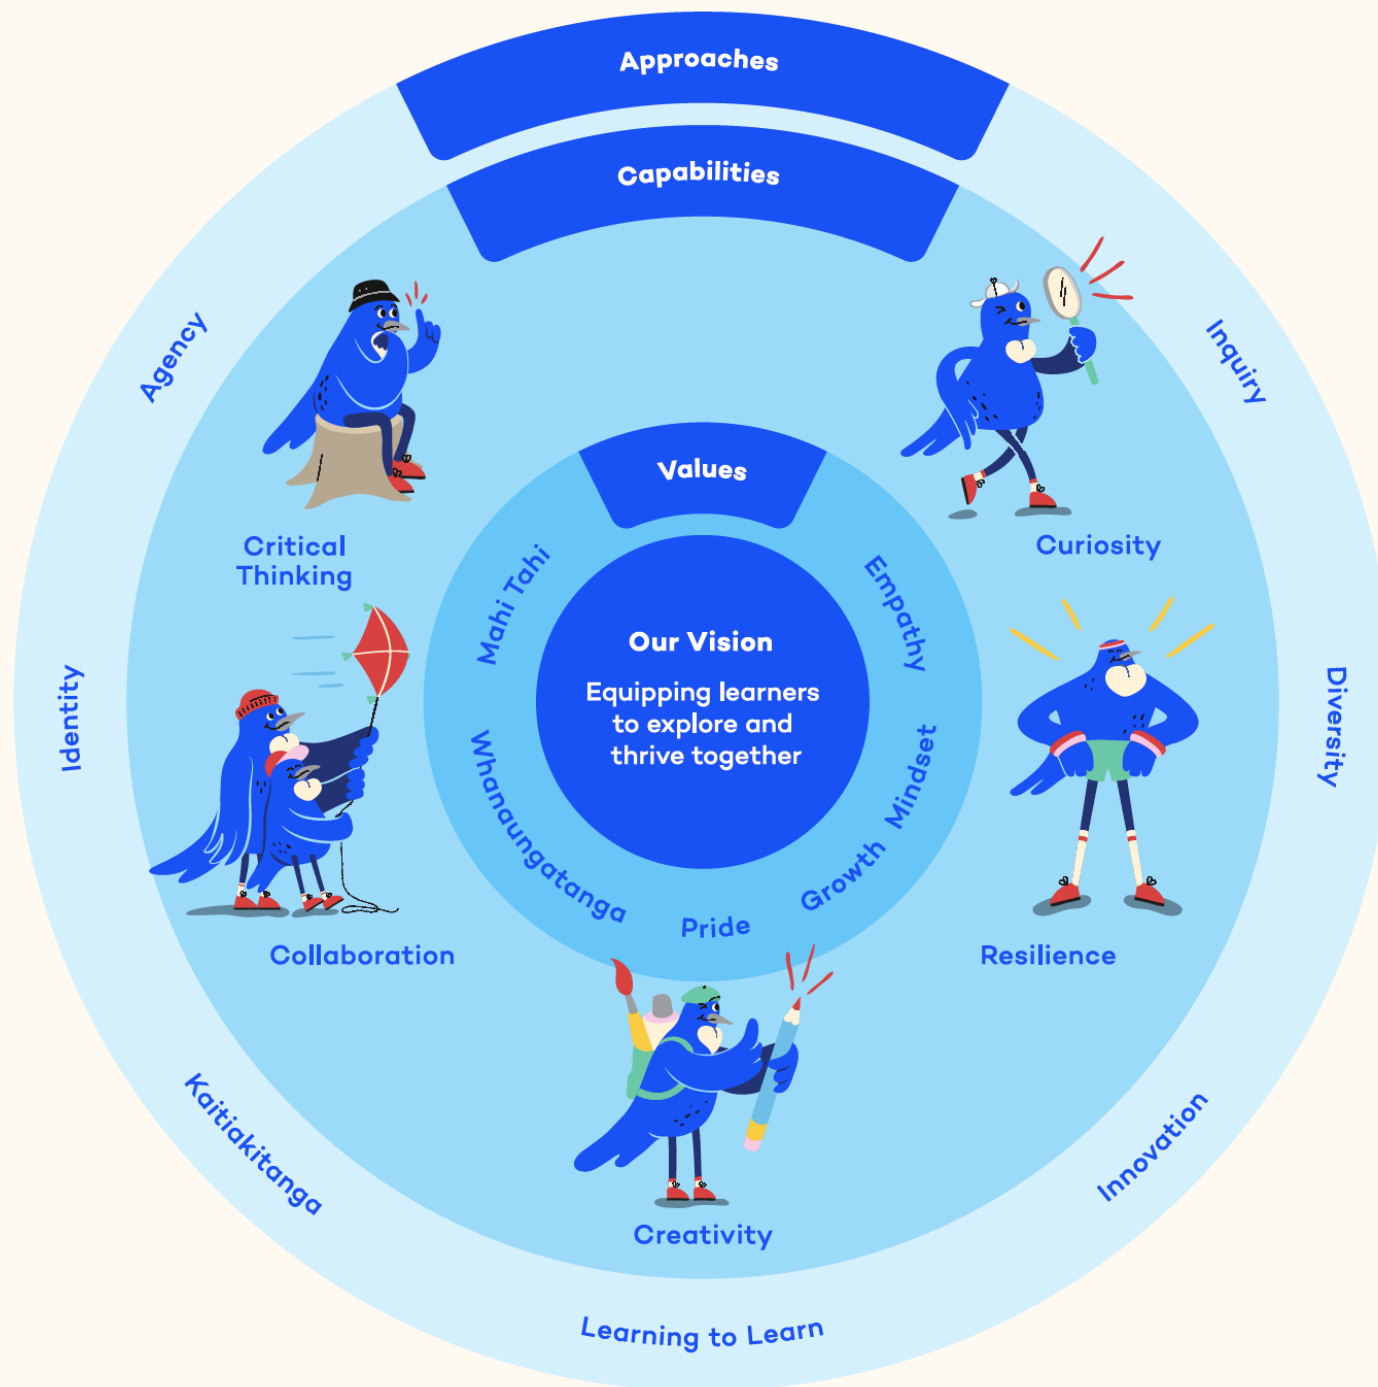 Approaches
Capabilities
Agency
Inquiry
Critical
Thinking
Curiosity
Values
Mahi Tahi
Empathy
Our Vision
Equipping learners
to explore and
thrive together
Identity
Diversity
Whanaungatanga
Growth Mindset
Pride
Collaboration
Resilience
Kaitiakitanga
Innovation
Creativity
Learning to Learn